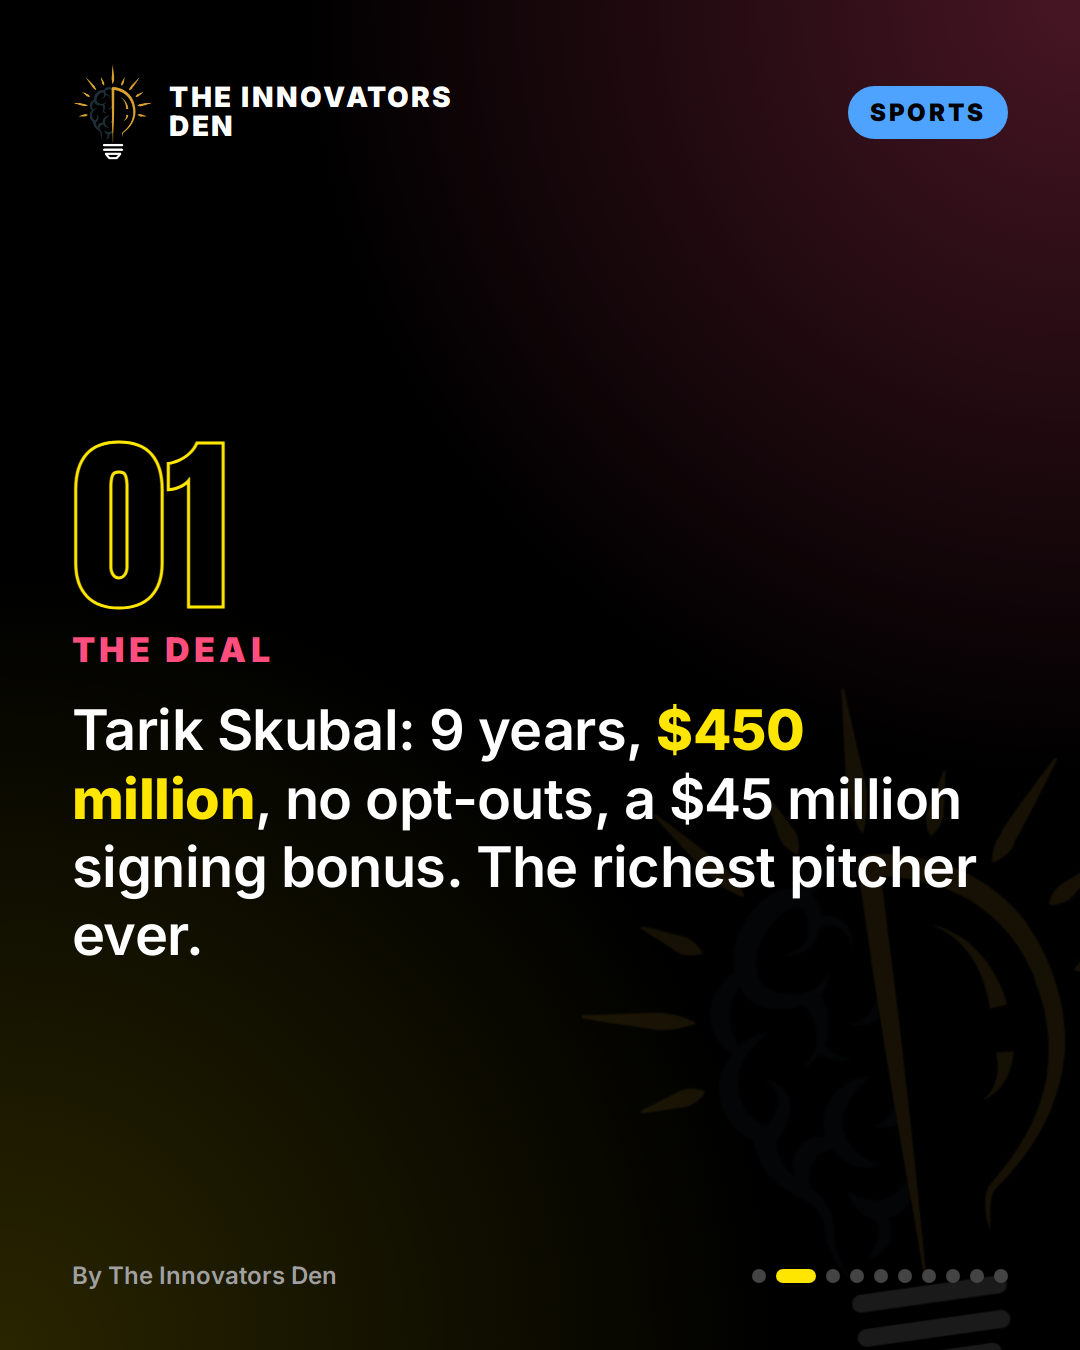 THE INNOVATORS
DEN
SPORTS
01
THE DEAL
Tarik Skubal: 9 years, $450
million, no opt-outs, a $45 million
signing bonus. The richest pitcher
ever.
By The Innovators Den